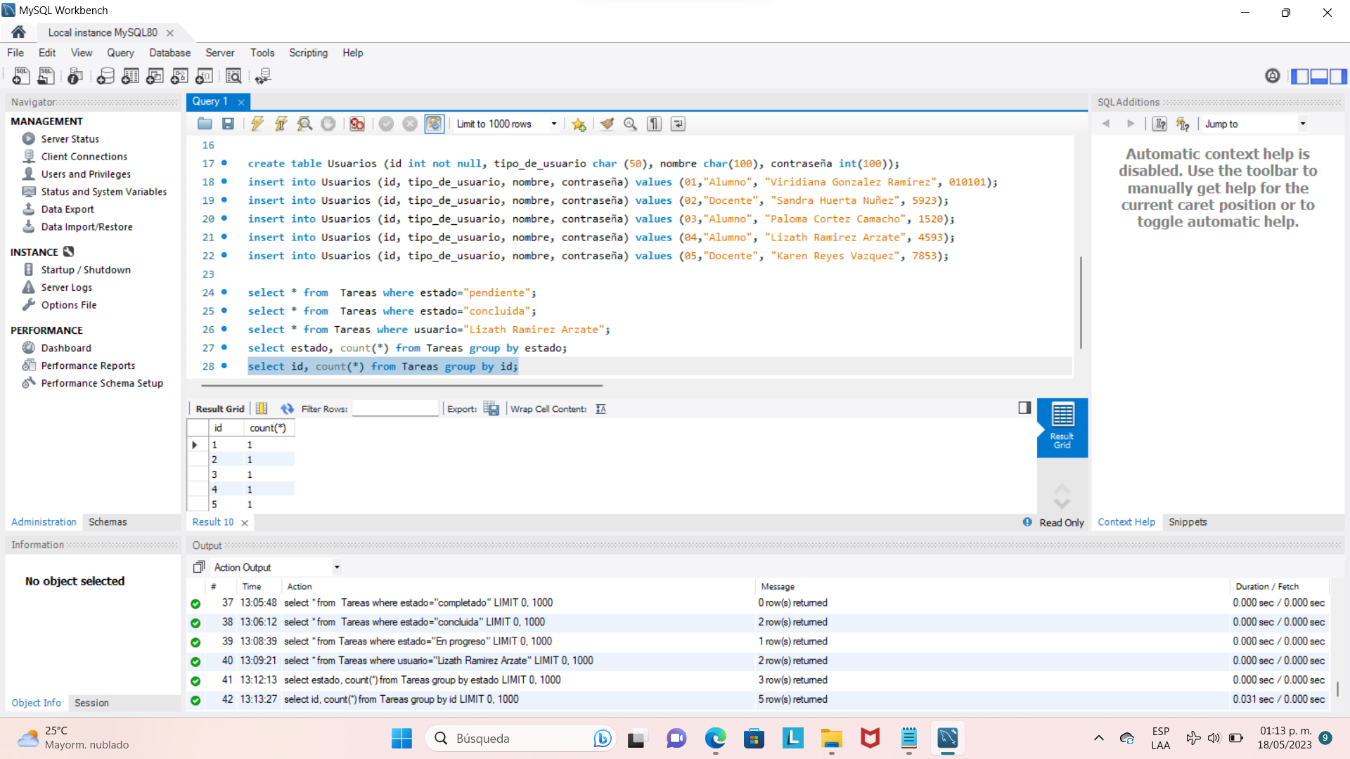 MySQL Workbench
Local instance MySQL80
File Edit View Query Database Server Tools Scripting Help
Navigator
MANAGEMENT
Server Status
Client Connections
Users and Privileges
Status and System Variables
Data Export
Data Import/Restore
INSTANCE
Startup / Shutdown
Server Logs
Options File
PERFORMANCE
Dashboard
Performance Reports
Performance Schema Setup
Administration Schemas
Information
No object selected
Object Info Session
Query 1
Limit to 1000 rows
16
17 create table Usuarios (id int not null, tipo_de_usuario char (50), nombre char(100), contraseña int(100));
18 insert into Usuarios (id, tipo_de_usuario, nombre, contraseña) values (01,"Alumno", "Viridiana Gonzalez Ramirez", 010101);
19 insert into Usuarios (id, tipo_de_usuario, nombre, contraseña) values (02,"Docente", "Sandra Huerta Nuñez", 5923);
20 insert into Usuarios (id, tipo_de_usuario, nombre, contraseña) values (03,"Alumno", "Paloma Cortez Camacho", 1520);
21 insert into Usuarios (id, tipo_de_usuario, nombre, contraseña) values (04,"Alumno", "Lizath Ramirez Arzate", 4593);
22 insert into Usuarios (id, tipo_de_usuario, nombre, contraseña) values (05,"Docente", "Karen Reyes Vazquez", 7853);
23
24 select * from  Tareas where estado="pendiente";
25 select * from  Tareas where estado="concluida";
26 select * from Tareas where usuario="Lizath Ramirez Arzate";
27 select estado, count(*) from Tareas group by estado;
28 select id, count(*) from Tareas group by id;
Result Grid Filter Rows: Export: Wrap Cell Content:
id count(*)
1 1
2 1
3 1
4 1
5 1
Result Grid
Result 10
Read Only
SQLAdditions
Jump to
Automatic context help is
disabled. Use the toolbar to
manually get help for the
current caret position or to
toggle automatic help.
Context Help Snippets
Output
Action Output
# Time Action Message Duration / Fetch
37 13:05:48 select * from  Tareas where estado="completado" LIMIT 0, 1000 0 row(s) returned 0.000 sec / 0.000 sec
38 13:06:12 select * from  Tareas where estado="concluida" LIMIT 0, 1000 2 row(s) returned 0.000 sec / 0.000 sec
39 13:08:39 select * from Tareas where estado="En progreso" LIMIT 0, 1000 1 row(s) returned 0.000 sec / 0.000 sec
40 13:09:21 select * from Tareas where usuario="Lizath Ramirez Arzate" LIMIT 0, 1000 2 row(s) returned 0.000 sec / 0.000 sec
41 13:12:13 select estado, count(*) from Tareas group by estado LIMIT 0, 1000 3 row(s) returned 0.000 sec / 0.000 sec
42 13:13:27 select id, count(*) from Tareas group by id LIMIT 0, 1000 5 row(s) returned 0.031 sec / 0.000 sec
25°C
Mayorm. nublado
Búsqueda
ESP
LAA
01:13 p. m.
18/05/2023
9